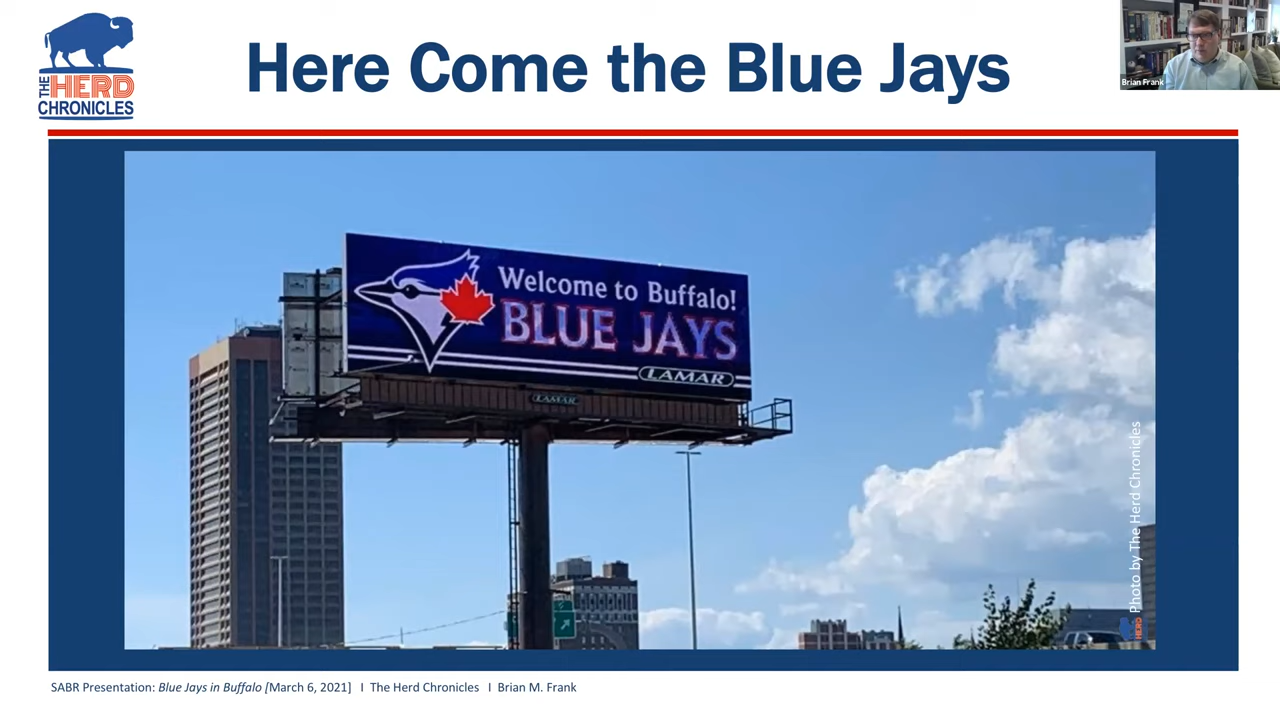 THE HERD
CHRONICLES
Here Come the Blue Jays
Brian Frank
Welcome to Buffalo!
BLUE JAYS
LAMAR
LAMAR
Photo by The Herd Chronicles
HERD
SABR Presentation: Blue Jays in Buffalo [March 6, 2021] I The Herd Chronicles I Brian M. Frank